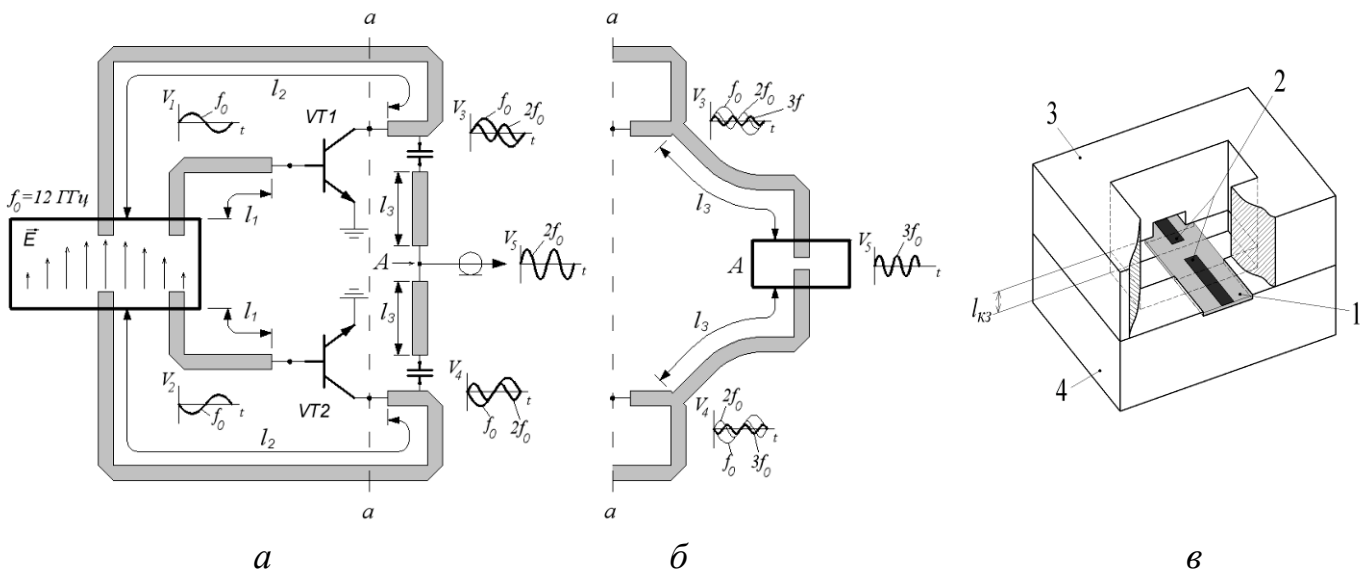 a
l₂
V₁
f₀
t
VT1
V₃
f₀
2f₀
t
f₀=12 ГГц
E⃗
l₁
l₃
A
V₅
2f₀
t
l₁
l₃
V₂
f₀
t
VT2
V₄
f₀
2f₀
t
l₂
a
а
a
V₃
f₀
2f₀
3f
t
l₃
A
V₅
3f₀
t
l₃
V₄
2f₀
f₀
3f₀
t
a
б
2
3
lкз
1
4
в